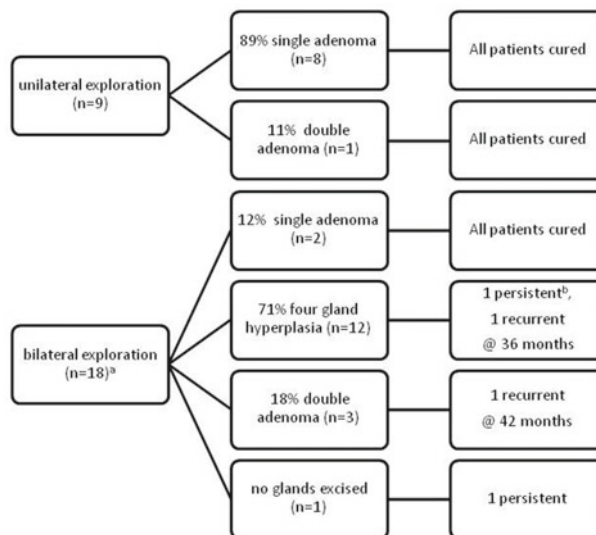 unilateral exploration
(n=9)
89% single adenoma
(n=8)
All patients cured
11% double
adenoma (n=1)
All patients cured
bilateral exploration
(n=18)ᵃ
12% single adenoma
(n=2)
All patients cured
71% four gland
hyperplasia (n=12)
1 persistentᵇ,
1 recurrent
@ 36 months
18% double
adenoma (n=3)
1 recurrent
@ 42 months
no glands excised
(n=1)
1 persistent